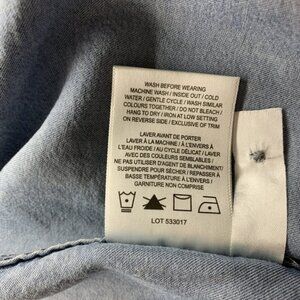 WASH BEFORE WEARING
MACHINE WASH / INSIDE OUT / COLD
WATER / GENTLE CYCLE / WASH SIMILAR
COLOURS TOGETHER / DO NOT BLEACH /
HANG TO DRY / IRON AT LOW SETTING
ON REVERSE SIDE / EXCLUSIVE OF TRIM
LAVER AVANT DE PORTER
LAVER À LA MACHINE / À L'ENVERS À
L'EAU FROIDE / AU CYCLE DÉLICAT / LAVER
AVEC DES COULEURS SEMBLABLES /
NE PAS UTILISER D'AGENT DE BLANCHIMENT /
SUSPENDRE POUR SÉCHER / REPASSER À
BASSE TEMPÉRATURE À L'ENVERS /
GARNITURE NON COMPRISE
LOT 533017